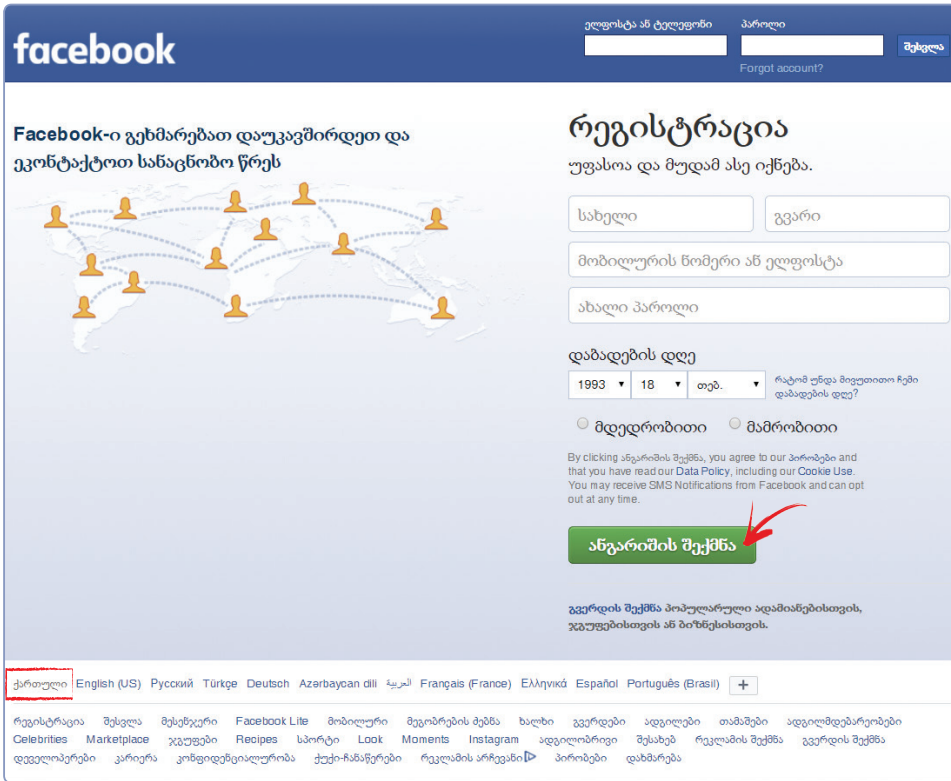 facebook
ელფოსტა ან ტელეფონი
პაროლი
შესვლა
Forgot account?
Facebook-ი გეხმარებათ დაუკავშირდეთ და
ეკონტაქტოთ სანაცნობო წრეს
რეგისტრაცია
უფასოა და მუდამ ასე იქნება.
სახელი
გვარი
მობილურის ნომერი ან ელფოსტა
ახალი პაროლი
დაბადების დღე
1993 18 თებ.
რატომ უნდა მივუთითო ჩემი
დაბადების დღე?
მდედრობითი მამრობითი
By clicking ანგარიშის შექმნა, you agree to our პირობები and
that you have read our Data Policy, including our Cookie Use.
You may receive SMS Notifications from Facebook and can opt
out at any time.
ანგარიშის შექმნა
გვერდის შექმნა პოპულარული ადამიანებისთვის,
ჯგუფებისთვის ან ბიზნესისთვის.
ქართული English (US) Русский Türkçe Deutsch Azərbaycan dili العربية Français (France) Ελληνικά Español Português (Brasil) +
რეგისტრაცია შესვლა მესენჯერი Facebook Lite მობილური მეგობრების ძებნა ხალხი გვერდები ადგილები თამაშები ადგილმდებარეობები
Celebrities Marketplace ჯგუფები Recipes სპორტი Look Moments Instagram ადგილობრივი შესახებ რეკლამის შექმნა გვერდის შექმნა
დეველოპერები კარიერა კონფიდენციალურობა ქუქი-ჩანაწერები რეკლამის არჩევანი პირობები დახმარება